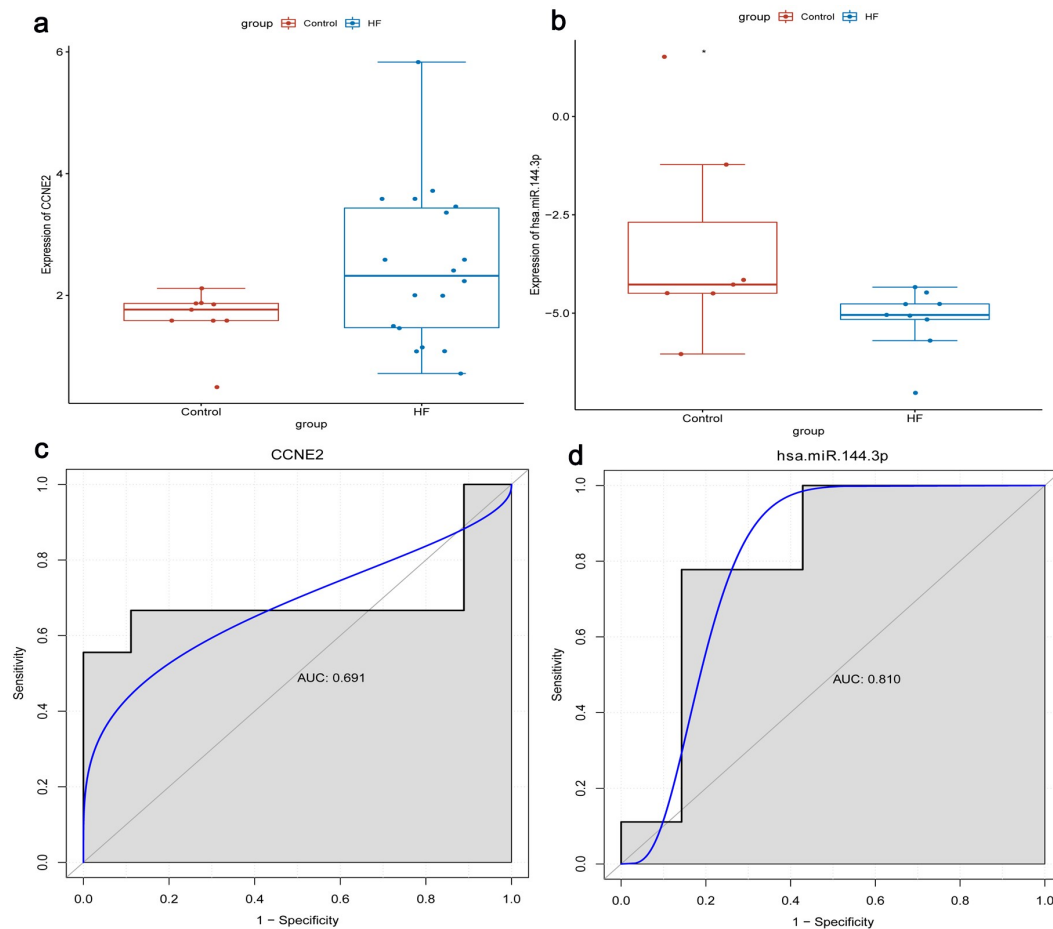 a
group Control HF
Expression of CCNE2
6
4
2
Control HF
group
b
group Control HF
*
Expression of hsa.miR.144.3p
0.0
−2.5
−5.0
Control HF
group
c
CCNE2
Sensitivity
1.0
0.8
0.6
0.4
0.2
0.0
AUC: 0.691
0.0 0.2 0.4 0.6 0.8 1.0
1 − Specificity
d
hsa.miR.144.3p
Sensitivity
1.0
0.8
0.6
0.4
0.2
0.0
AUC: 0.810
0.0 0.2 0.4 0.6 0.8 1.0
1 − Specificity